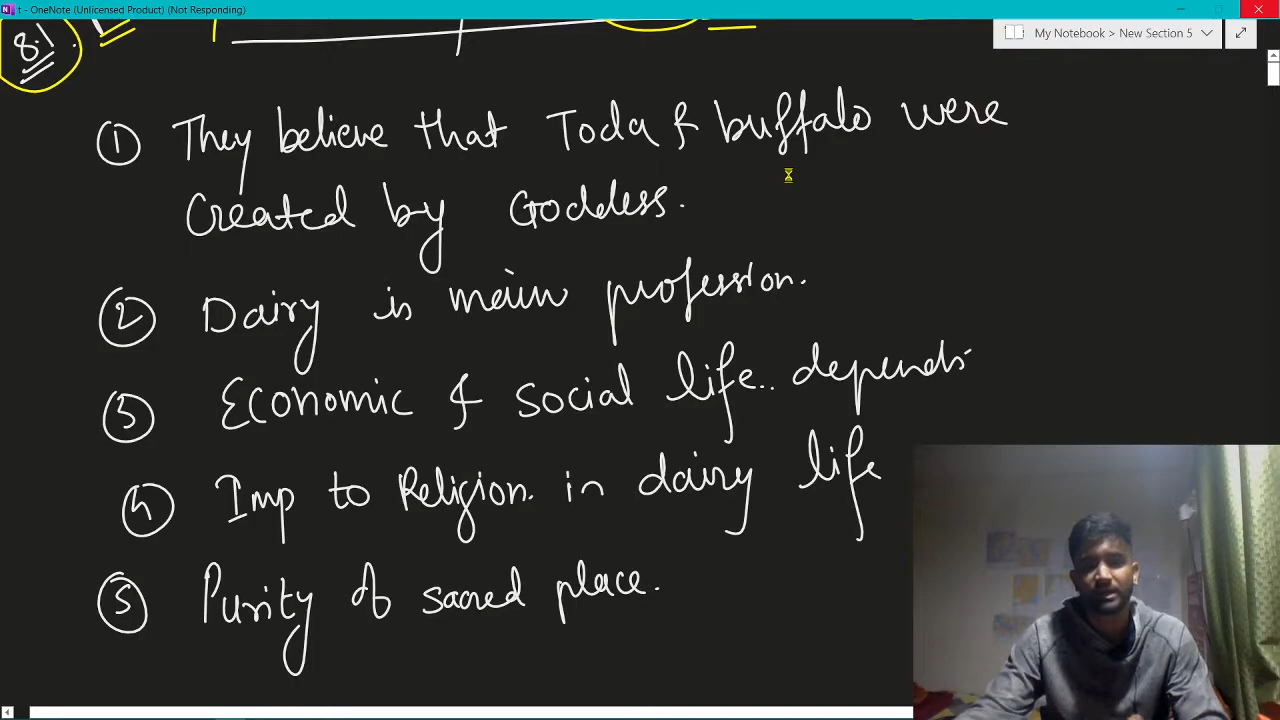 t - OneNote (Unlicensed Product) (Not Responding)
My Notebook > New Section 5
8.1
① They believe that Toda & buffalo were
Created by Goddess.
② Dairy is main profession.
③ Economic & Social life.. depends
④ Imp to Religion. in dairy life
⑤ Purity of sacred place.